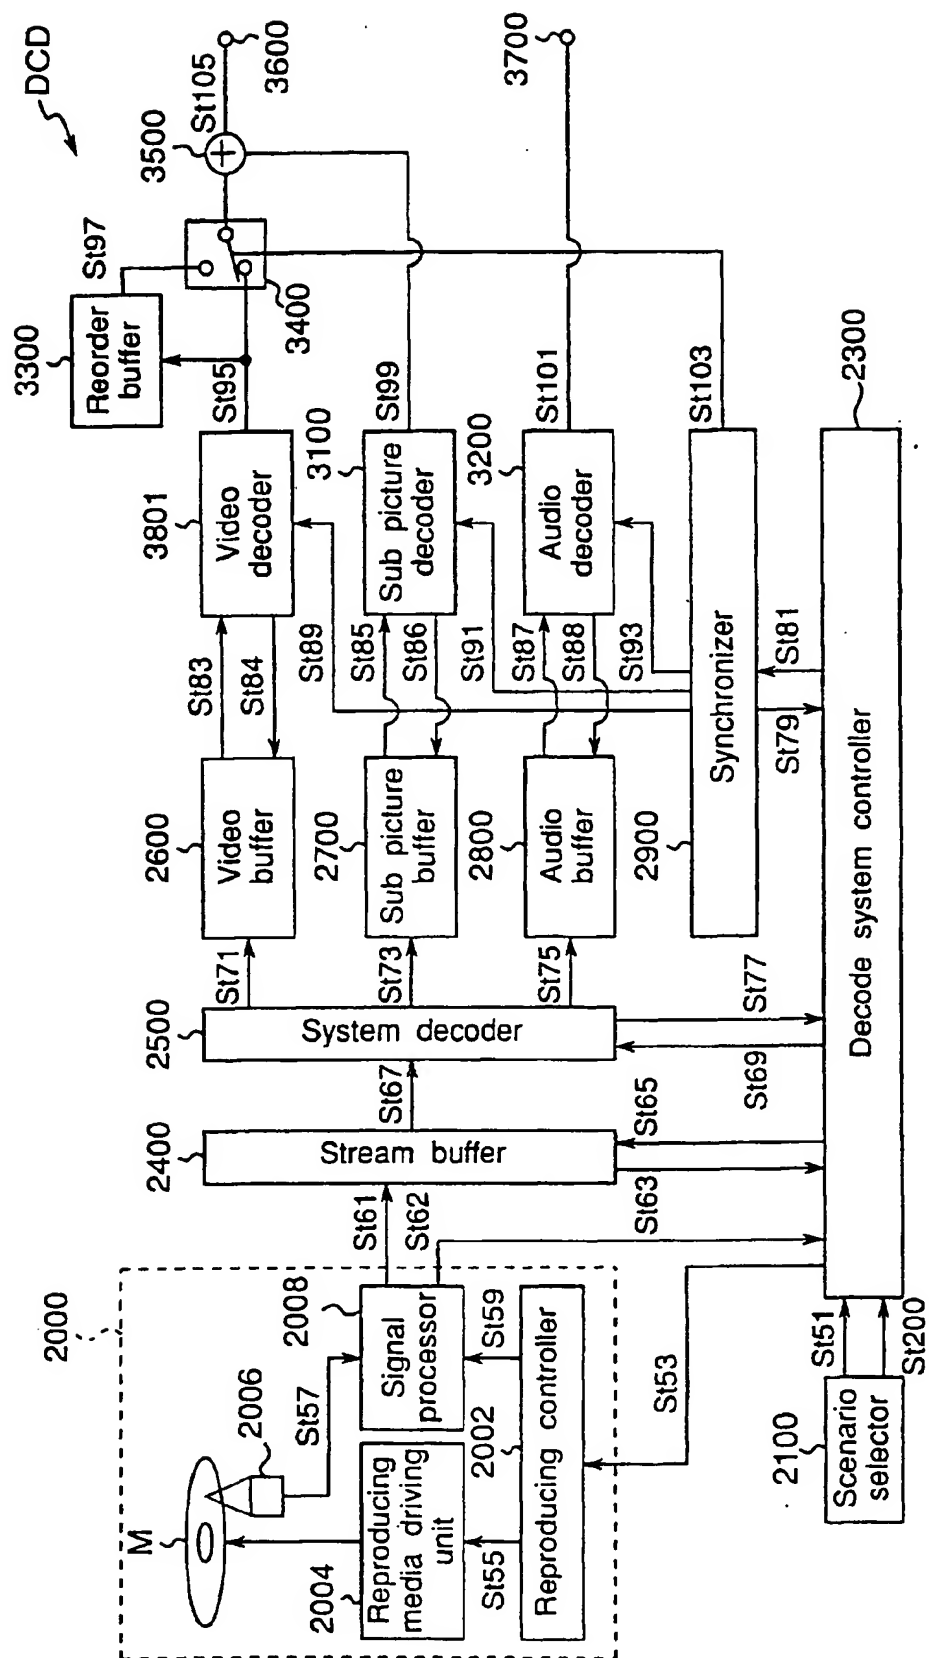 DCD
3600
3700
St105
3500
St97
3400
3300
Reorder
buffer
St95
St99
St101
St103
2300
3801
Video
decoder
3100
Sub picture
decoder
3200
Audio
decoder
St83
St84
St89
St85
St86
St91
St87
St88
St93
St81
St79
2600
Video
buffer
2700
Sub picture
buffer
2800
Audio
buffer
2900
Synchronizer
Decode system controller
St71
St73
St75
St77
2500
System decoder
St69
St67
St65
2400
Stream buffer
St63
St61
St62
2000
2008
Signal
processor
St59
St57
2006
M
2004
Reproducing
media driving
unit
2002
Reproducing controller
St55
St53
St51
St200
2100
Scenario
selector